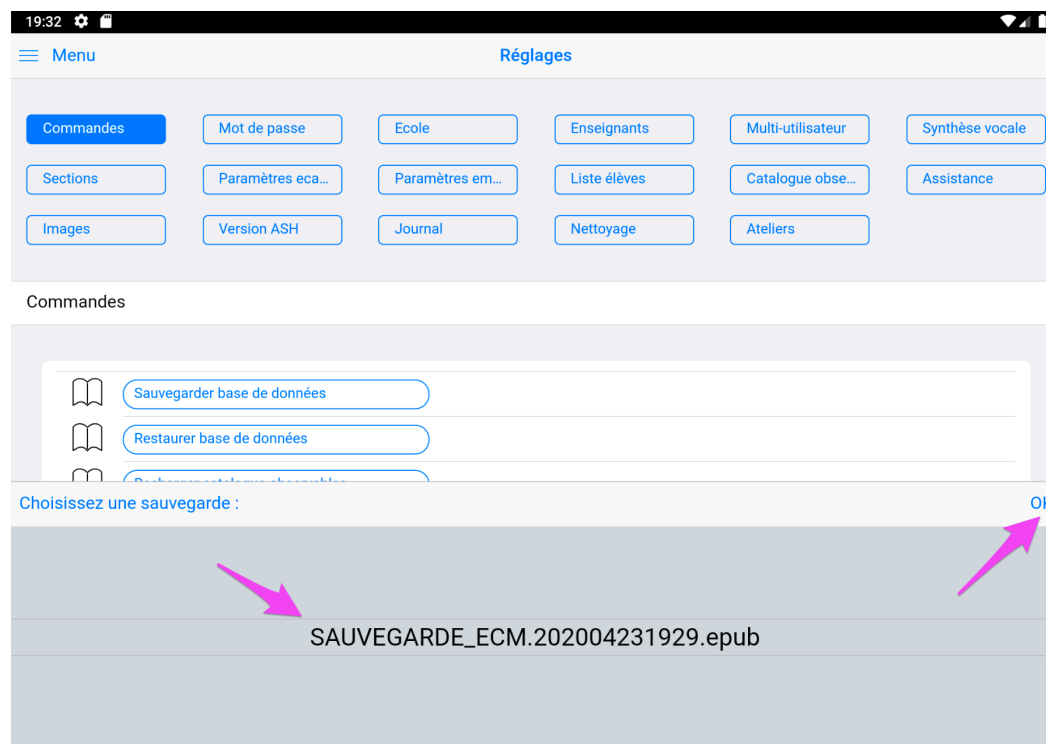 19:32
Menu Réglages
Commandes Mot de passe Ecole Enseignants Multi-utilisateur Synthèse vocale
Sections Paramètres eca... Paramètres em... Liste élèves Catalogue obse... Assistance
Images Version ASH Journal Nettoyage Ateliers
Commandes
Sauvegarder base de données
Restaurer base de données
Choisissez une sauvegarde : OK
SAUVEGARDE_ECM.202004231929.epub